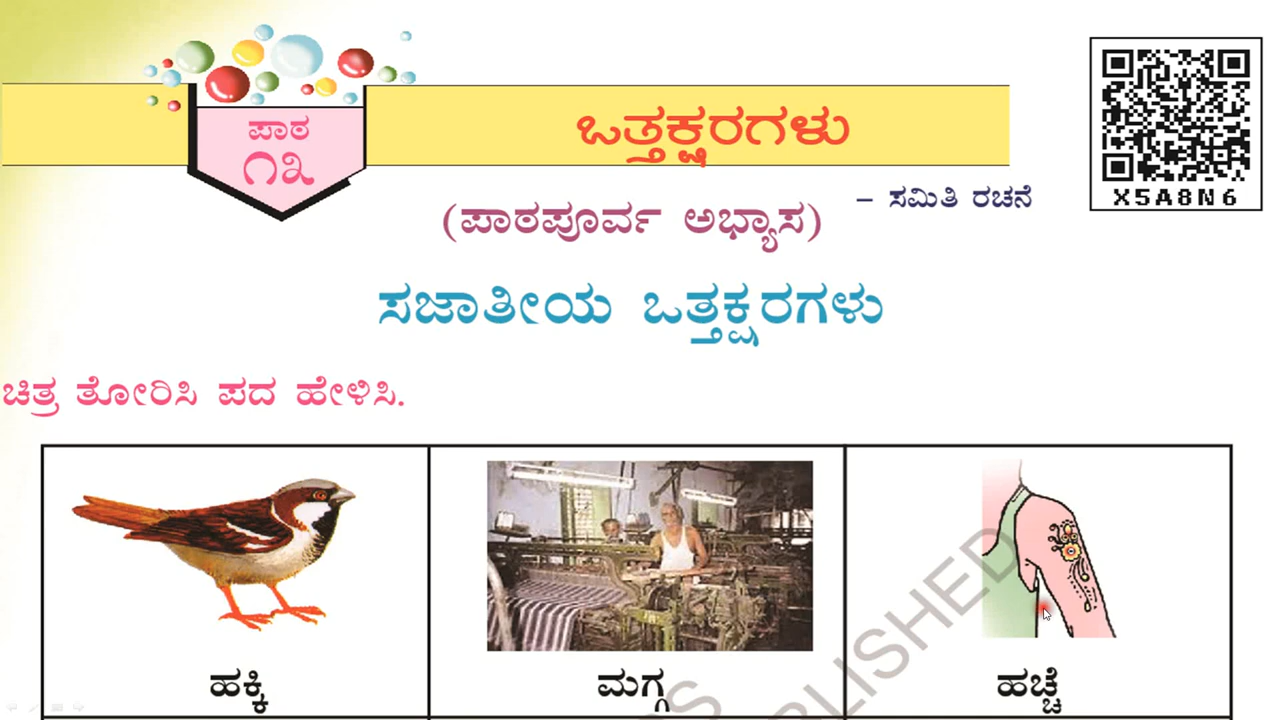 ಪಾಠ
೧೩
ಒತ್ತಕ್ಷರಗಳು
X5A8N6
– ಸಮಿತಿ ರಚನೆ
(ಪಾಠಪೂರ್ವ ಅಭ್ಯಾಸ)
ಸಜಾತೀಯ ಒತ್ತಕ್ಷರಗಳು
ಚಿತ್ರ ತೋರಿಸಿ ಪದ ಹೇಳಿಸಿ.
ಹಕ್ಕಿ
ಮಗ್ಗ
ಹಚ್ಚೆ